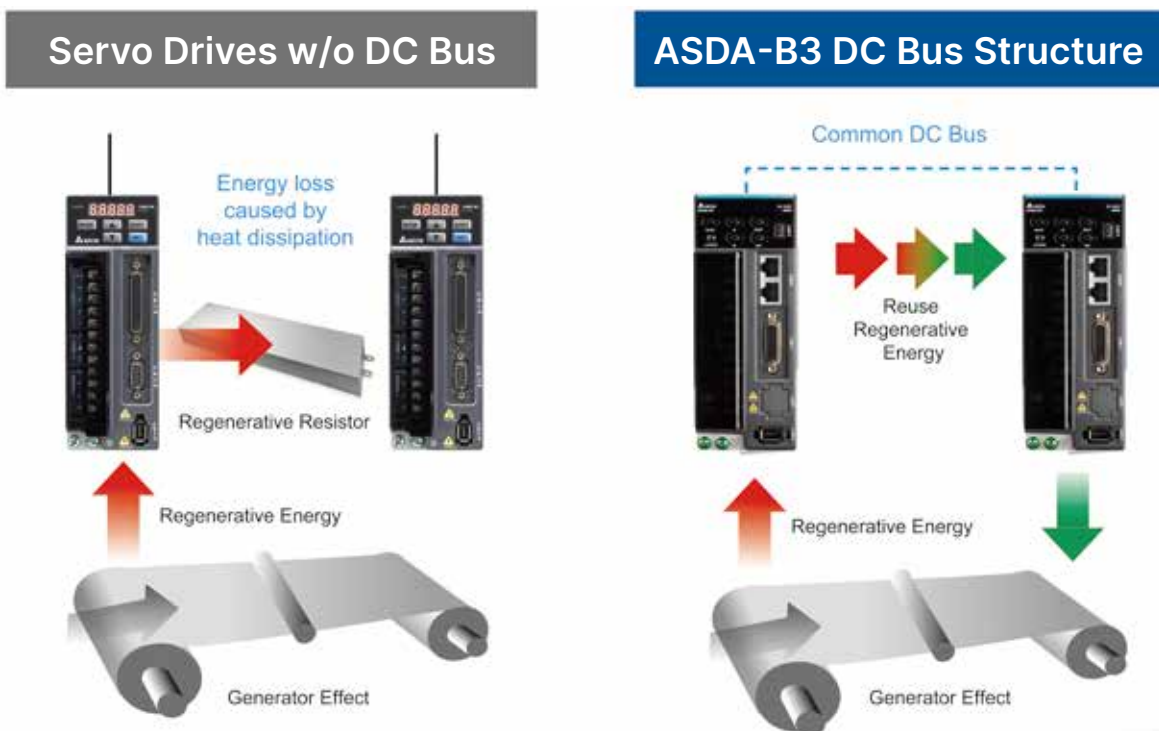 Servo Drives w/o DC Bus
ASDA-B3 DC Bus Structure
Energy loss
caused by
heat dissipation
Regenerative Resistor
Regenerative Energy
Generator Effect
Common DC Bus
Reuse
Regenerative
Energy
Regenerative Energy
Generator Effect